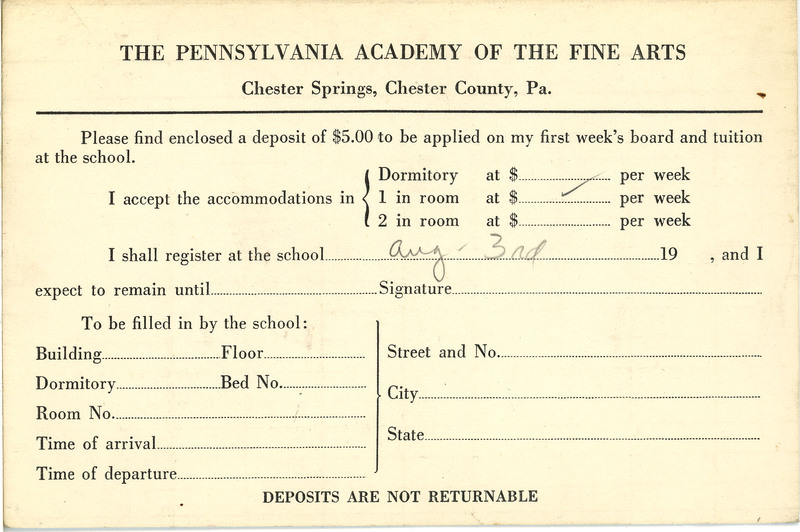 THE PENNSYLVANIA ACADEMY OF THE FINE ARTS
Chester Springs, Chester County, Pa.
Please find enclosed a deposit of $5.00 to be applied on my first week's board and tuition
at the school.
I accept the accommodations in { Dormitory at $.................... per week
1 in room at $.........✓.......... per week
2 in room at $.................... per week
I shall register at the school.......... Aug. 3rd ..........19 , and I
expect to remain until..............................Signature..............................
To be filled in by the school:
Building....................Floor....................
Dormitory....................Bed No...................
Room No...................
Time of arrival....................
Time of departure....................
Street and No...................
City....................
State....................
DEPOSITS ARE NOT RETURNABLE